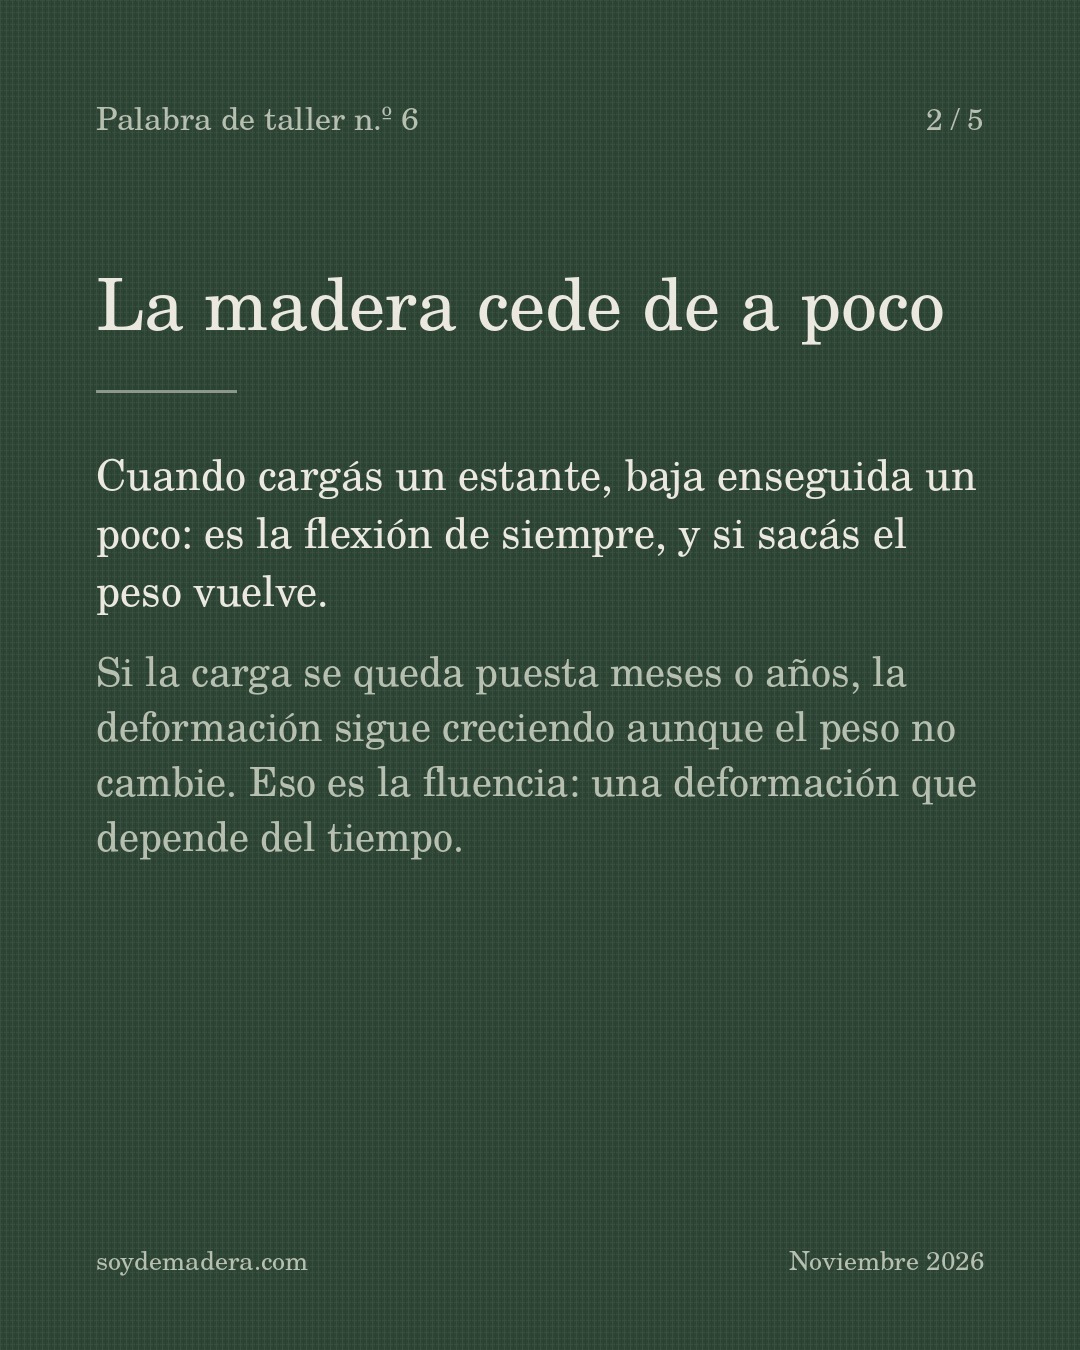 Palabra de taller n.º 6
2 / 5
La madera cede de a poco
Cuando cargás un estante, baja enseguida un
poco: es la flexión de siempre, y si sacás el
peso vuelve.
Si la carga se queda puesta meses o años, la
deformación sigue creciendo aunque el peso no
cambie. Eso es la fluencia: una deformación que
depende del tiempo.
soydemadera.com
Noviembre 2026